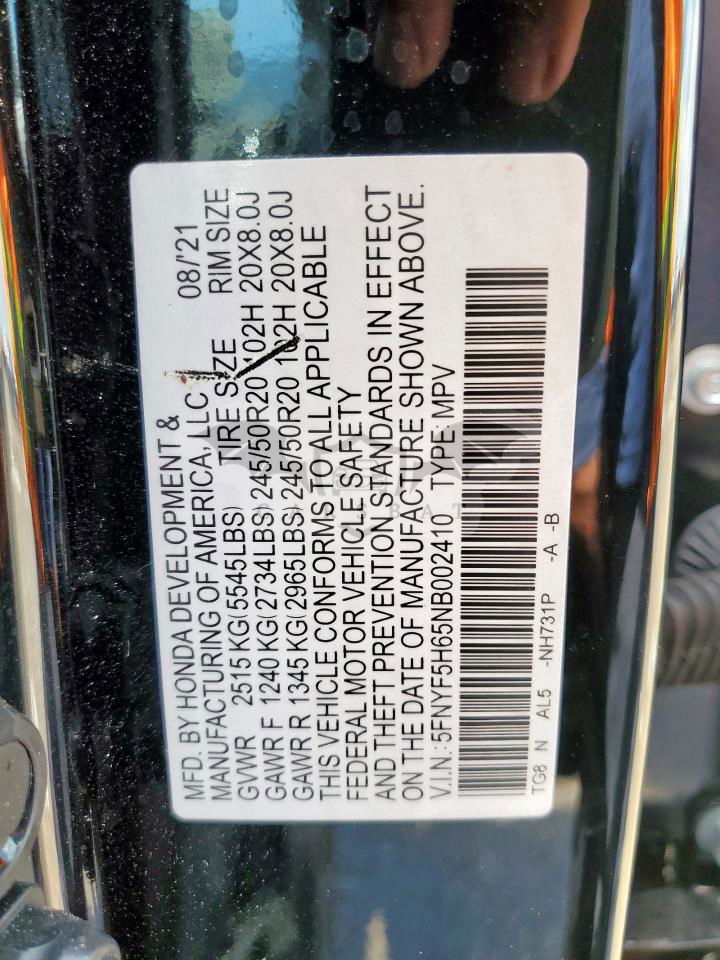 MFD. BY HONDA DEVELOPMENT &
MANUFACTURING OF AMERICA, LLC 08/'21
GVWR 2515 KG(5545LBS) TIRE SIZE RIM SIZE
GAWR F 1240 KG(2734LBS) 245/50R20 102H 20X8.0J
GAWR R 1345 KG(2965LBS) 245/50R20 102H 20X8.0J
THIS VEHICLE CONFORMS TO ALL APPLICABLE
FEDERAL MOTOR VEHICLE SAFETY
AND THEFT PREVENTION STANDARDS IN EFFECT
ON THE DATE OF MANUFACTURE SHOWN ABOVE.
V.I.N.: 5FNYF5H65NB002410 TYPE: MPV
TG8 N AL5 -NH731P -A -B